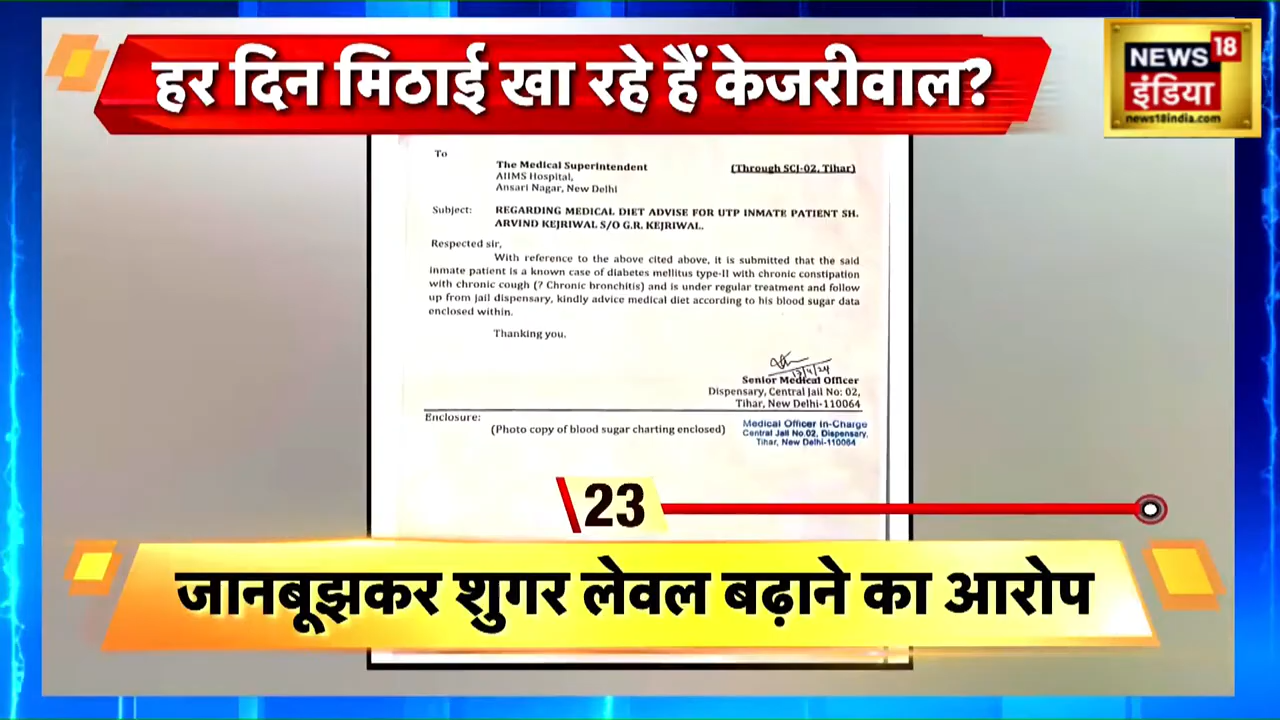 हर दिन मिठाई खा रहे हैं केजरीवाल?
NEWS 18
इंडिया
news18india.com
To
The Medical Superintendent (Through SCJ-02, Tihar)
AIIMS Hospital,
Ansari Nagar, New Delhi
Subject: REGARDING MEDICAL DIET ADVISE FOR UTP INMATE PATIENT SH.
ARVIND KEJRIWAL S/O G.R. KEJRIWAL.
Respected sir,
With reference to the above cited above, it is submitted that the said
inmate patient is a known case of diabetes mellitus type-II with chronic constipation
with chronic cough (? Chronic bronchitis) and is under regular treatment and follow
up from jail dispensary, kindly advice medical diet according to his blood sugar data
enclosed within.
Thanking you.
13/4/24
Senior Medical Officer
Dispensary, Central Jail No: 02,
Tihar, New Delhi-110064
Enclosure:
(Photo copy of blood sugar charting enclosed)
Medical Officer In-Charge
Central Jail No.02, Dispensary,
Tihar, New Delhi-110064
23
जानबूझकर शुगर लेवल बढ़ाने का आरोप